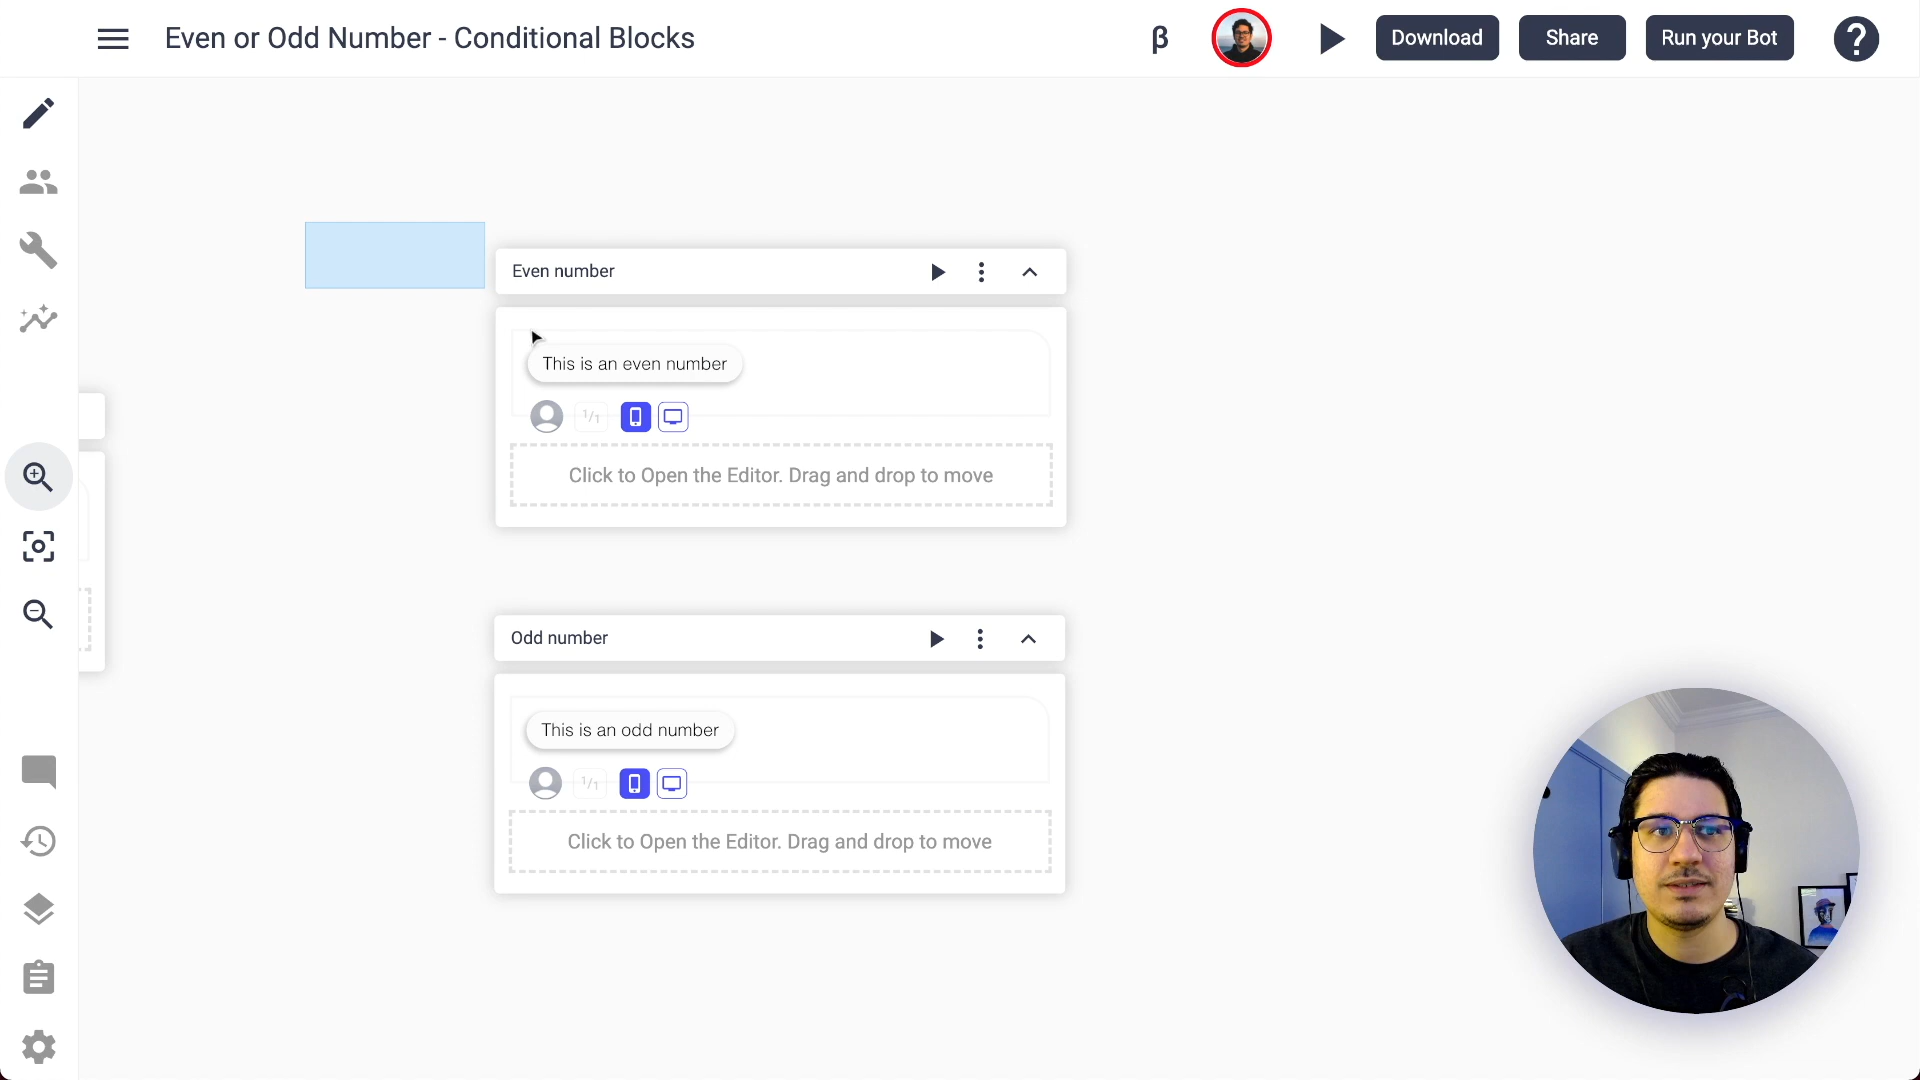 Even or Odd Number - Conditional Blocks
β
Download
Share
Run your Bot
?
Even number
This is an even number
1/1
Click to Open the Editor. Drag and drop to move
Odd number
This is an odd number
1/1
Click to Open the Editor. Drag and drop to move